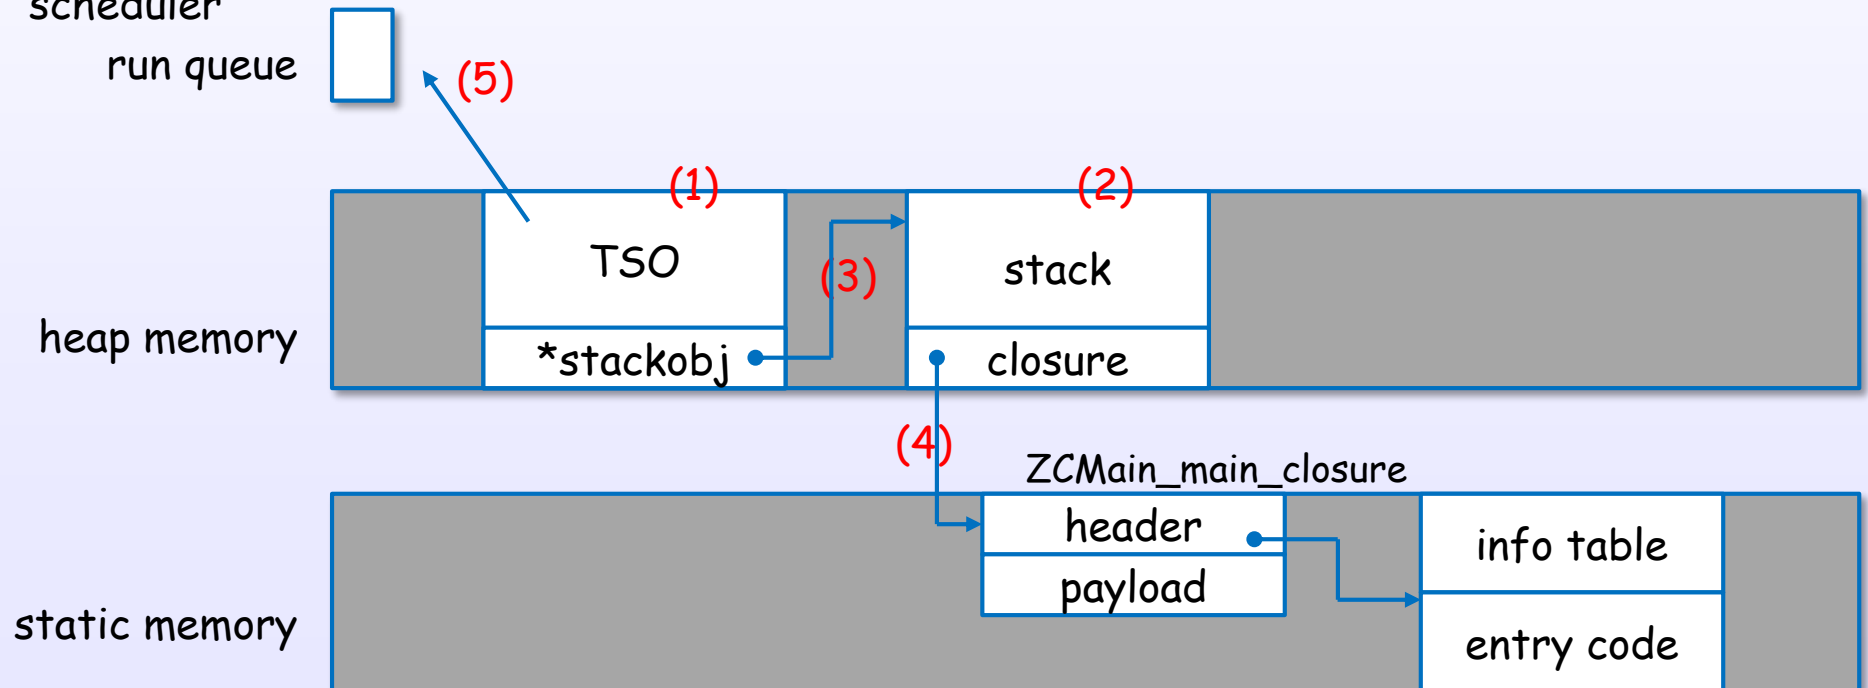 scheduler
run queue
(5)
(1)
(2)
TSO
(3)
stack
heap memory
*stackobj
closure
(4)
ZCMain_main_closure
header
info table
payload
static memory
entry code